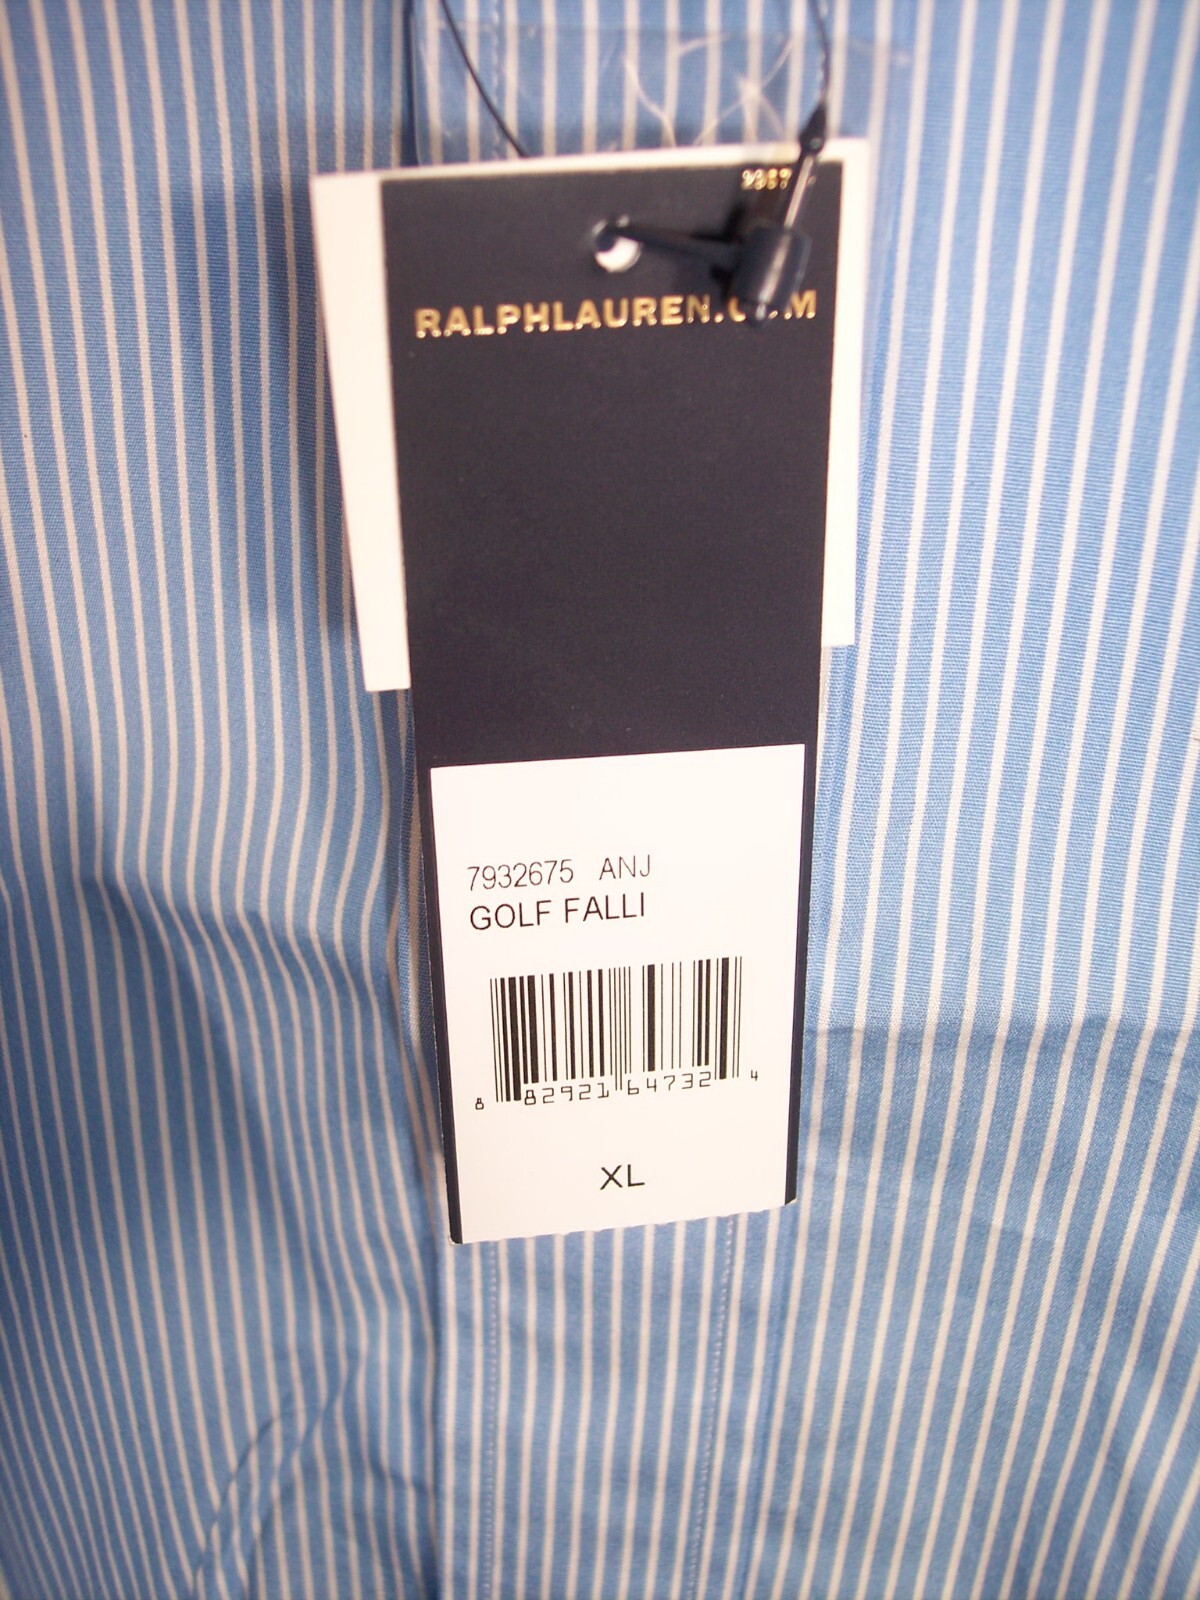 RALPHLAUREN.COM
7932675 ANJ
GOLF FALLI
8 82921 64732 4
XL